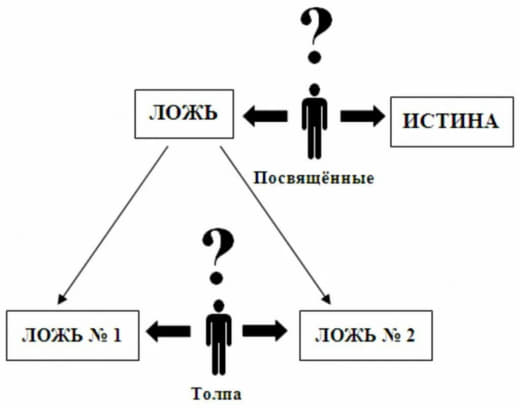 ?
ЛОЖЬ
ИСТИНА
Посвящённые
?
ЛОЖЬ № 1
ЛОЖЬ № 2
Толпа